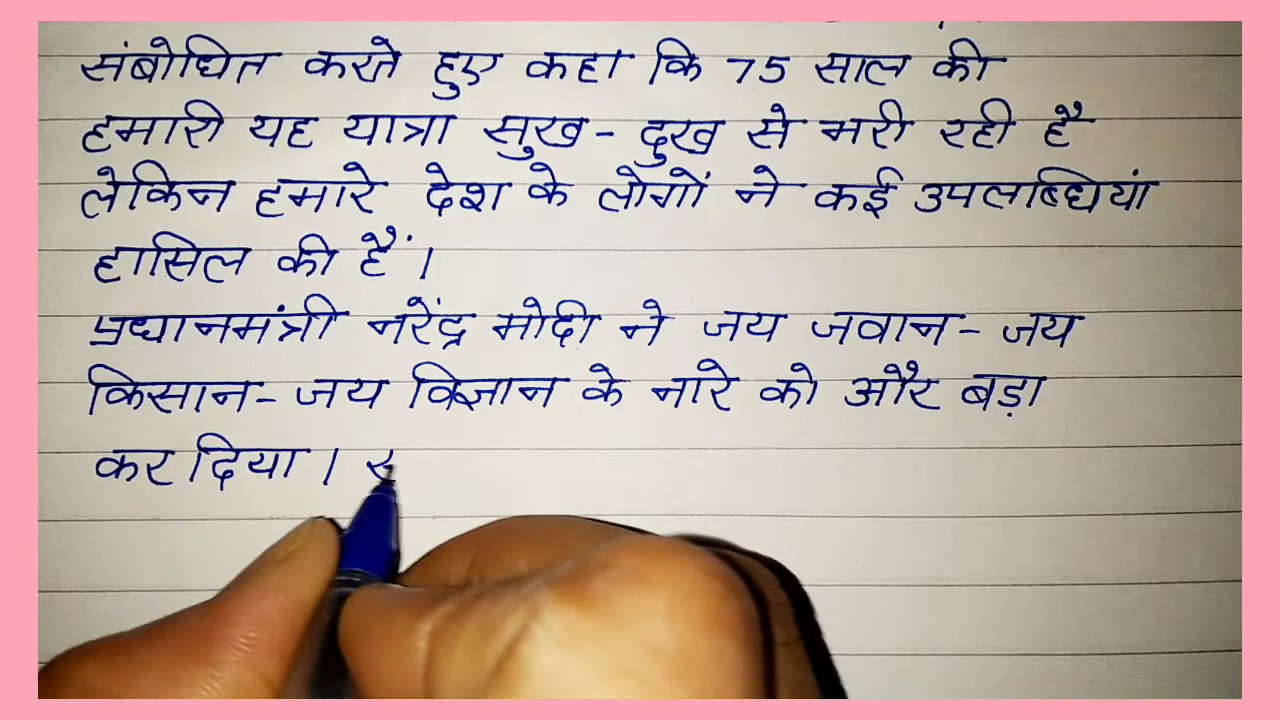 संबोधित करते हुए कहा कि 75 साल की
हमारी यह यात्रा सुख-दुख से भरी रही है
लेकिन हमारे देश के लोगों ने कई उपलब्धियां
हासिल की हैं।
प्रधानमंत्री नरेंद्र मोदी ने जय जवान-जय
किसान-जय विज्ञान के नारे को और बड़ा
कर दिया।